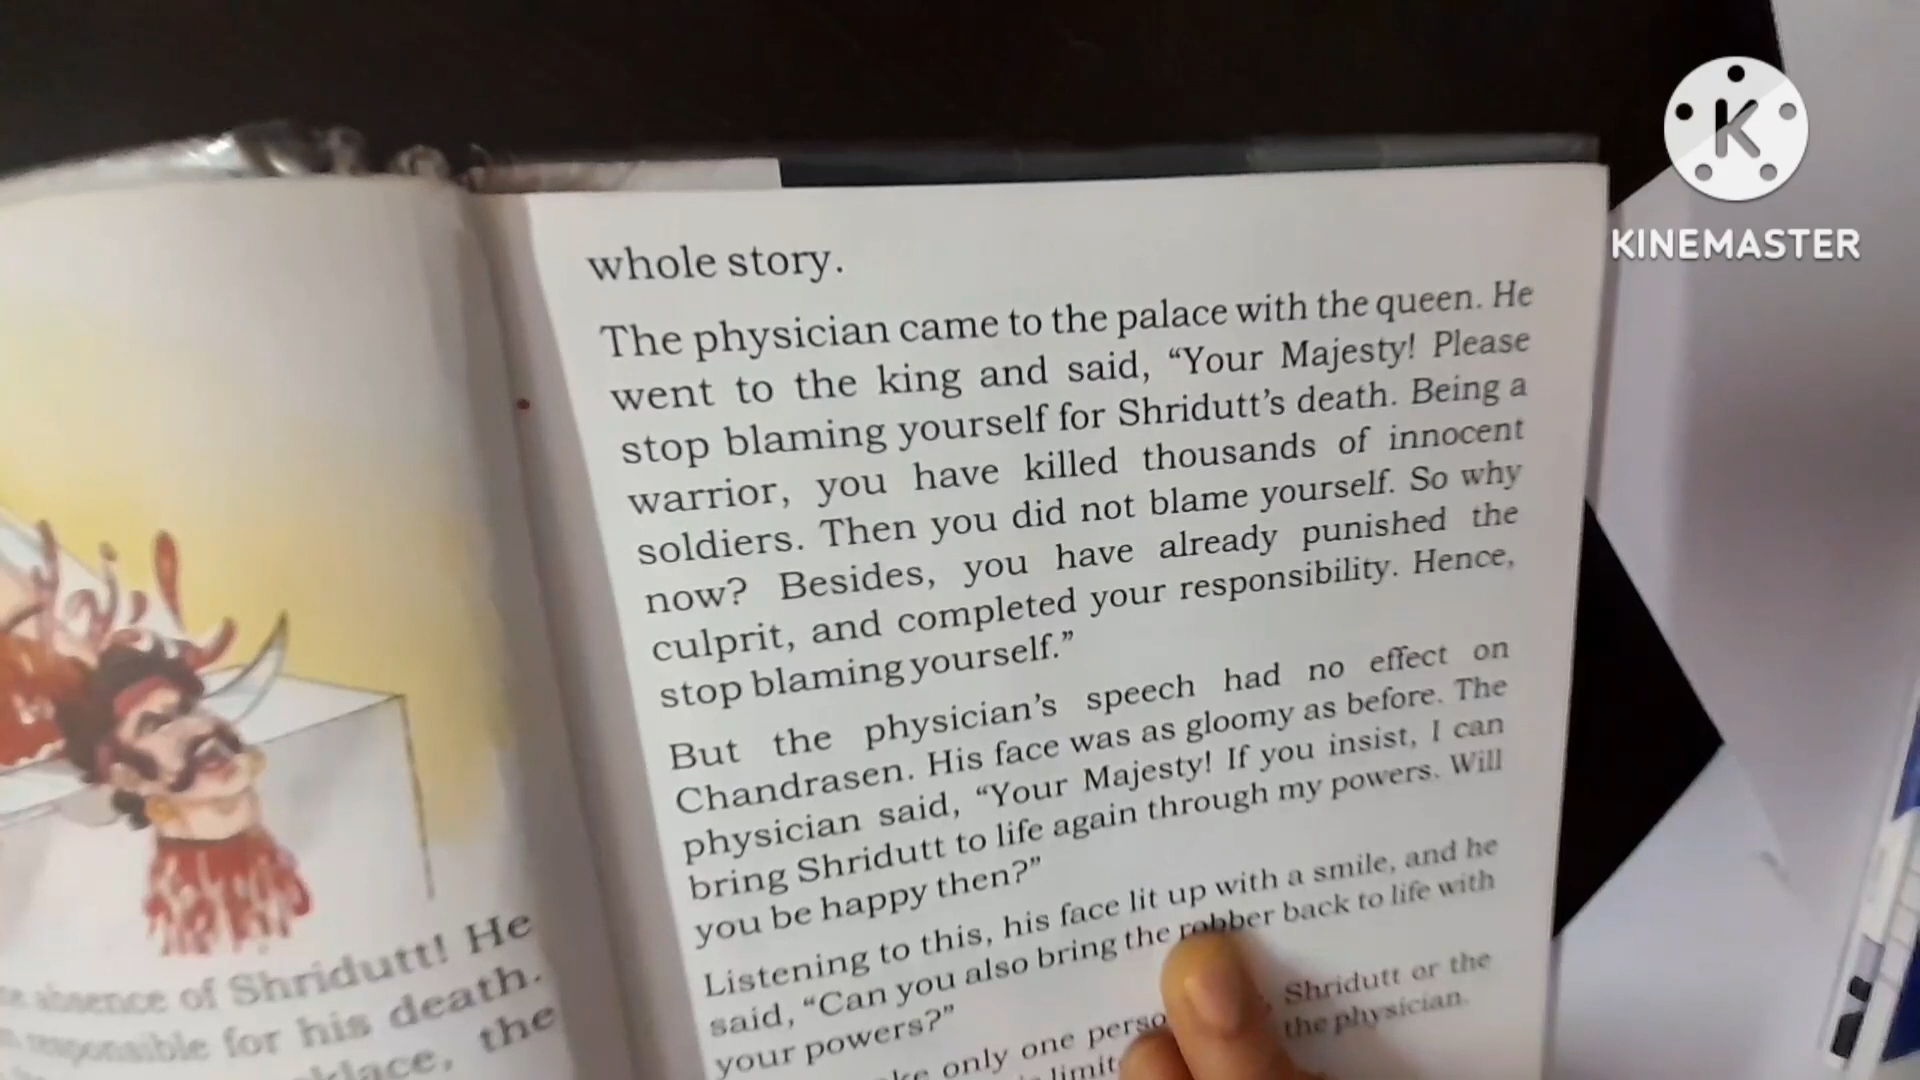 whole story.
The physician came to the palace with the queen. He
went to the king and said, “Your Majesty! Please
stop blaming yourself for Shridutt’s death. Being a
warrior, you have killed thousands of innocent
soldiers. Then you did not blame yourself. So why
now? Besides, you have already punished the
culprit, and completed your responsibility. Hence,
stop blaming yourself.”
But the physician’s speech had no effect on
Chandrasen. His face was as gloomy as before. The
physician said, “Your Majesty! If you insist, I can
bring Shridutt to life again through my powers. Will
you be happy then?”
Listening to this, his face lit up with a smile, and he
said, “Can you also bring the robber back to life with
your powers?”
only one Shridutt or the
the physician.
absence of Shridutt! He
responsible for his death.
the
KINEMASTER